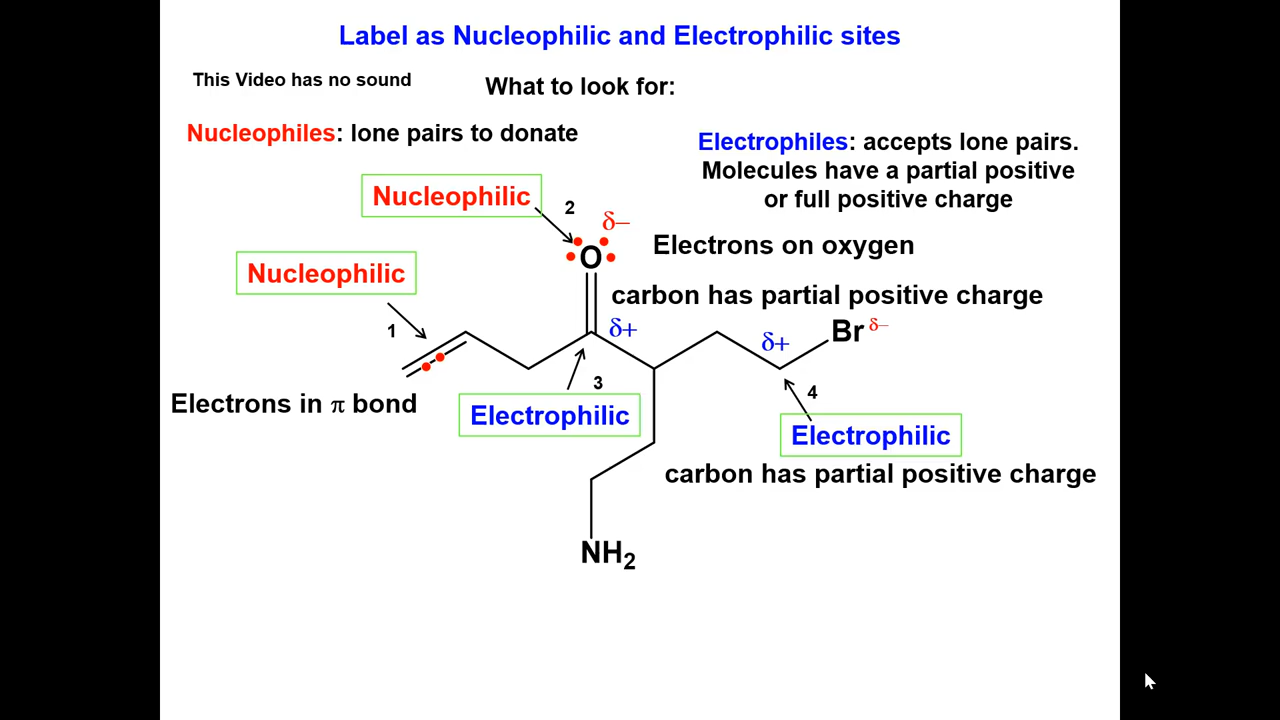 Label as Nucleophilic and Electrophilic sites
This Video has no sound
What to look for:
Nucleophiles: lone pairs to donate
Electrophiles: accepts lone pairs.
Molecules have a partial positive
or full positive charge
Nucleophilic
2
δ–
O
Electrons on oxygen
Nucleophilic
carbon has partial positive charge
1
δ+
δ+
Br δ–
3
4
Electrons in π bond
Electrophilic
Electrophilic
carbon has partial positive charge
NH2